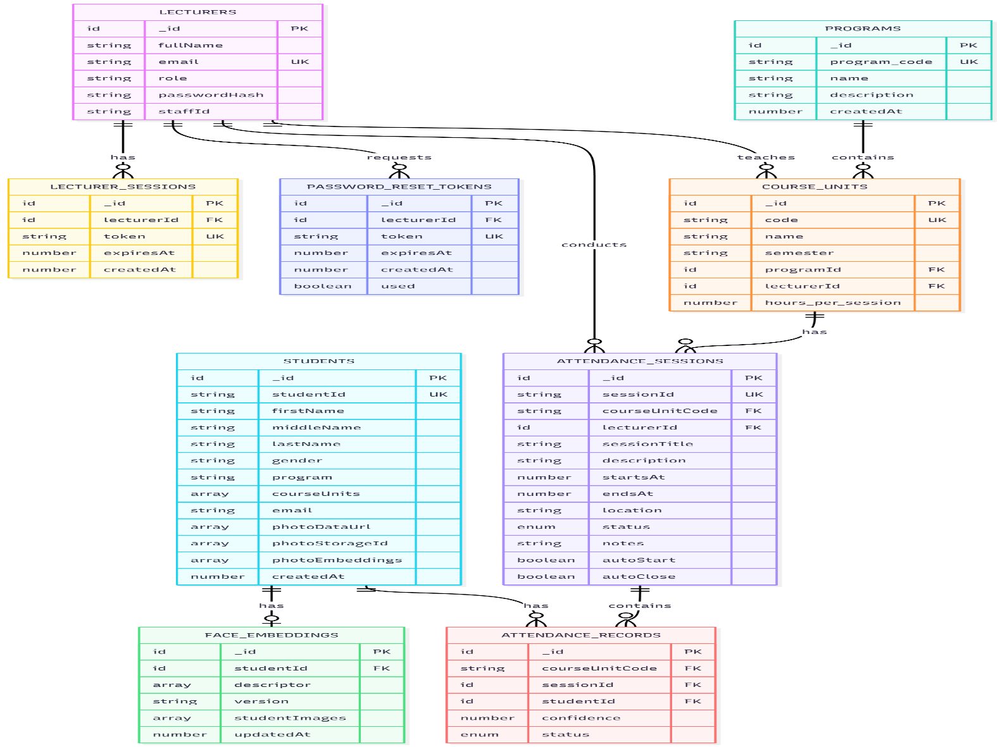 LECTURERS
id _id PK
string fullName
string email UK
string role
string passwordHash
string staffId
PROGRAMS
id _id PK
string program_code UK
string name
string description
number createdAt
has
requests
teaches
contains
LECTURER_SESSIONS
id _id PK
id lecturerId FK
string token UK
number expiresAt
number createdAt
PASSWORD_RESET_TOKENS
id _id PK
id lecturerId FK
string token UK
number expiresAt
number createdAt
boolean used
conducts
COURSE_UNITS
id _id PK
string code UK
string name
string semester
id programId FK
id lecturerId FK
number hours_per_session
has
STUDENTS
id _id PK
string studentId UK
string firstName
string middleName
string lastName
string gender
string program
array courseUnits
string email
array photoDataUrl
array photoStorageId
array photoEmbeddings
number createdAt
ATTENDANCE_SESSIONS
id _id PK
string sessionId UK
string courseUnitCode FK
id lecturerId FK
string sessionTitle
string description
number startsAt
number endsAt
string location
enum status
string notes
boolean autoStart
boolean autoClose
has
has
contains
FACE_EMBEDDINGS
id _id PK
id studentId FK
array descriptor
string version
array studentImages
number updatedAt
ATTENDANCE_RECORDS
id _id PK
string courseUnitCode FK
id sessionId FK
id studentId FK
number confidence
enum status